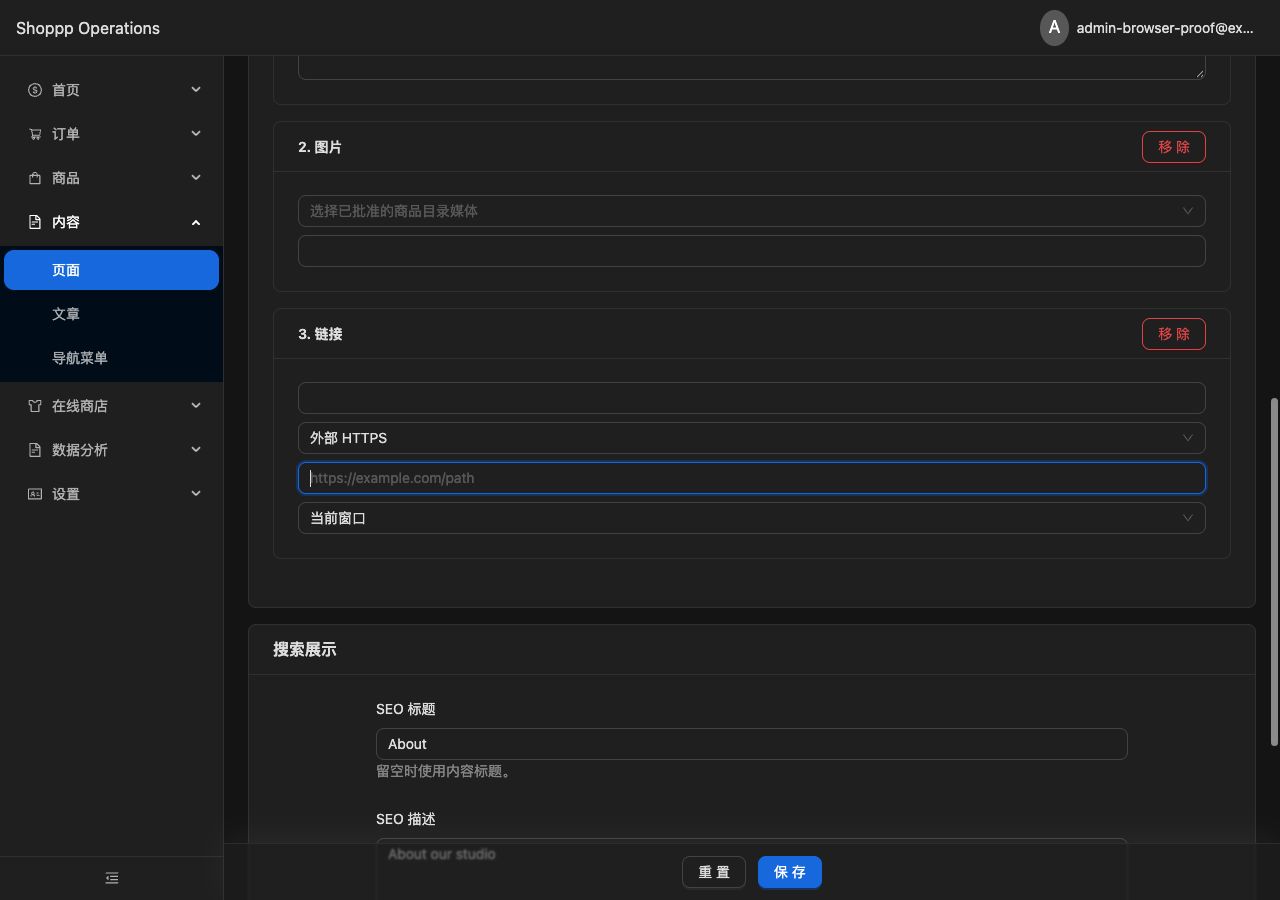 Shoppp Operations
A
admin-browser-proof@ex...
首页
订单
商品
内容
页面
文章
导航菜单
在线商店
数据分析
设置
2. 图片
移 除
选择已批准的商品目录媒体
3. 链接
移 除
外部 HTTPS
https://example.com/path
当前窗口
搜索展示
SEO 标题
About
留空时使用内容标题。
SEO 描述
About our studio
重 置
保 存